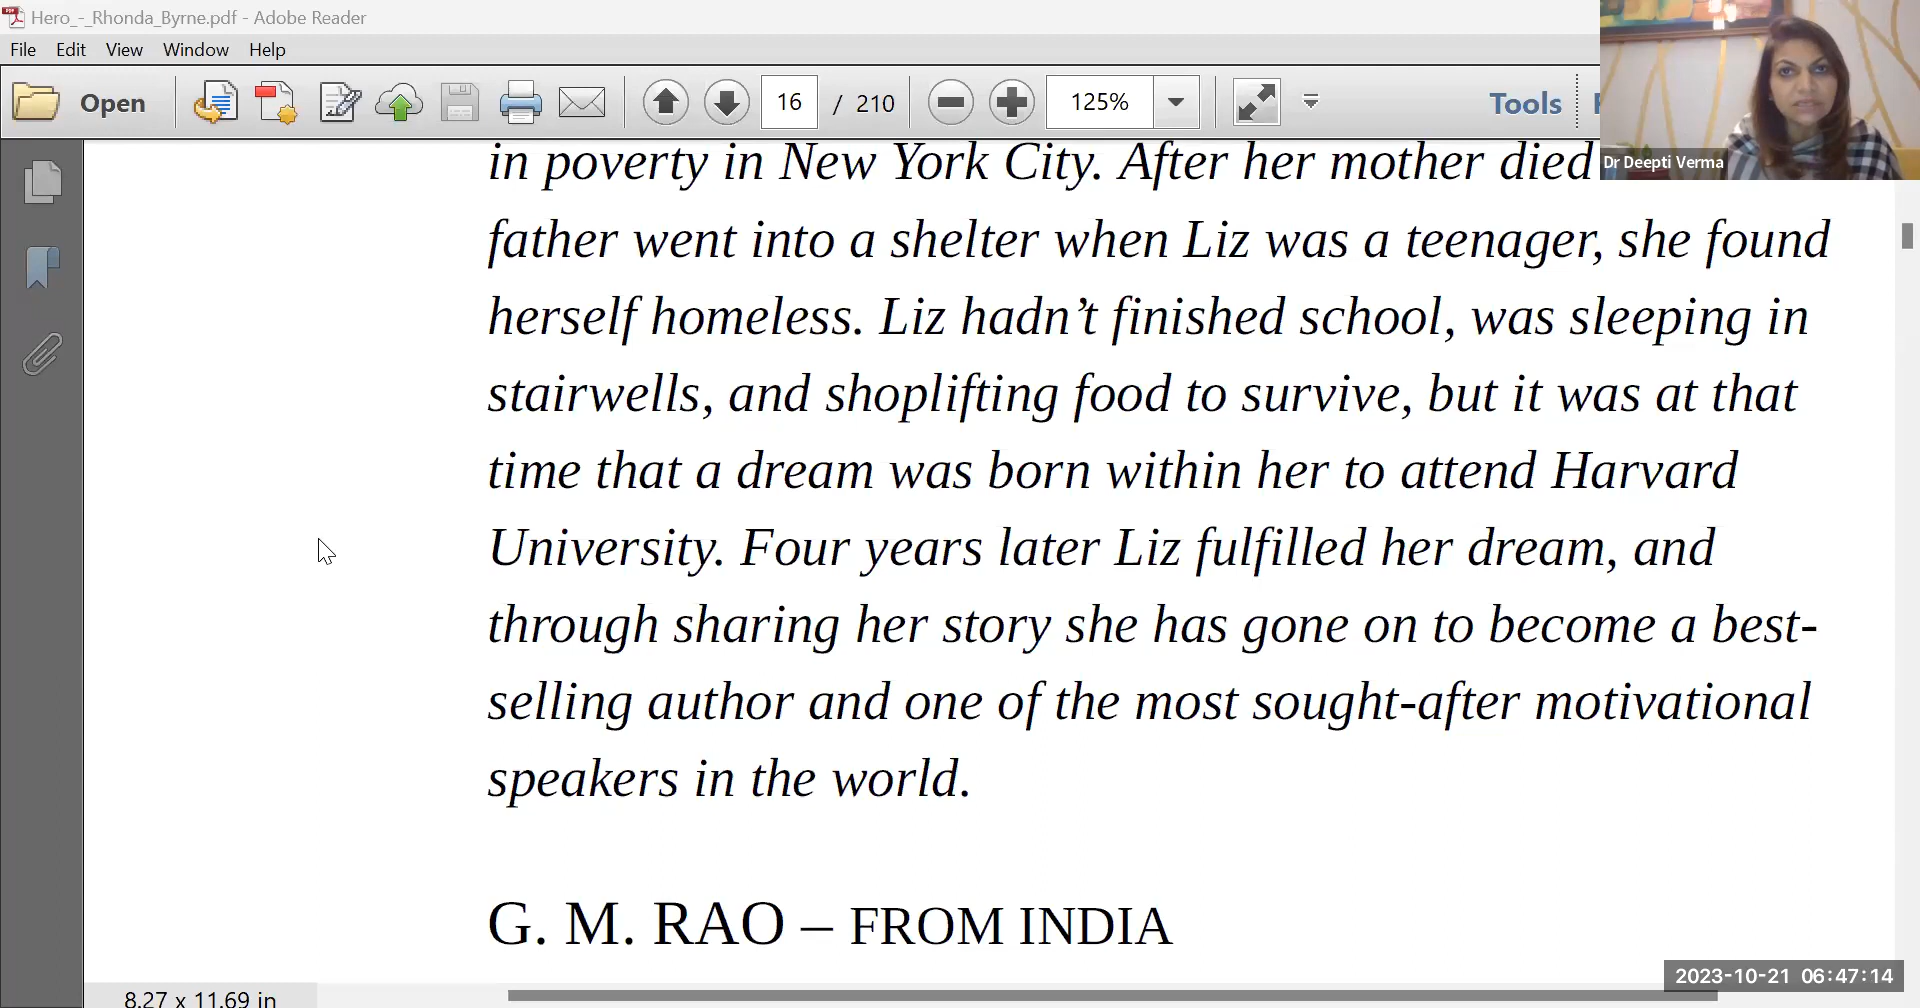 Hero_-_Rhonda_Byrne.pdf - Adobe Reader
File Edit View Window Help
Open 16 / 210 125% Tools
Dr Deepti Verma
in poverty in New York City. After her mother died
father went into a shelter when Liz was a teenager, she found
herself homeless. Liz hadn’t finished school, was sleeping in
stairwells, and shoplifting food to survive, but it was at that
time that a dream was born within her to attend Harvard
University. Four years later Liz fulfilled her dream, and
through sharing her story she has gone on to become a best-
selling author and one of the most sought-after motivational
speakers in the world.
G. M. RAO – FROM INDIA
2023-10-21 06:47:14
8.27 x 11.69 in